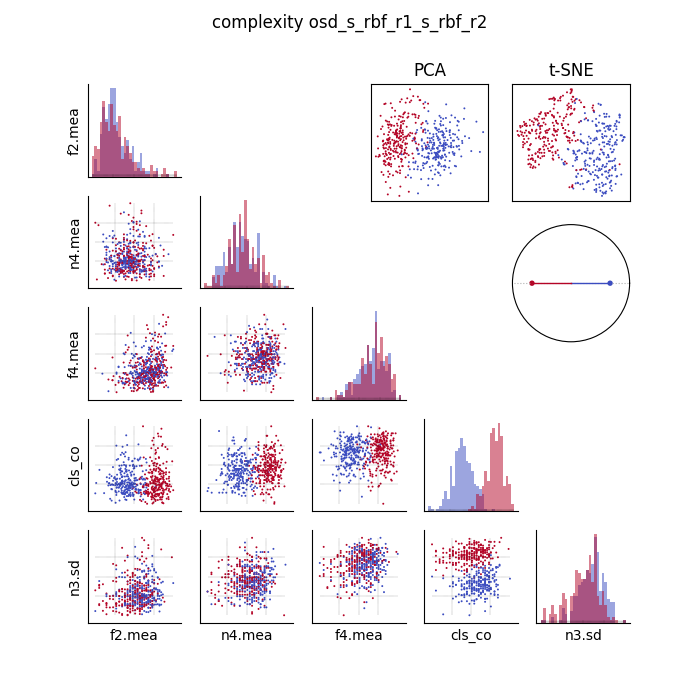 complexity osd_s_rbf_r1_s_rbf_r2
PCA
t-SNE
f2.mea
n4.mea
f4.mea
cls_co
n3.sd
f2.mea
n4.mea
f4.mea
cls_co
n3.sd